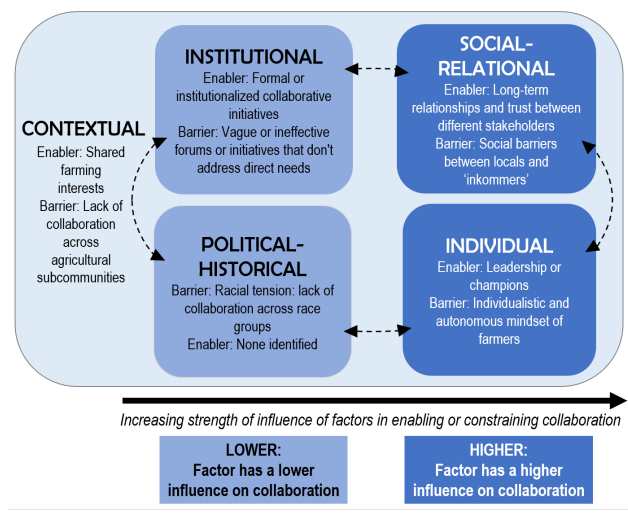 CONTEXTUAL
Enabler: Shared
farming
interests
Barrier: Lack of
collaboration
across
agricultural
subcommunities
INSTITUTIONAL
Enabler: Formal or
institutionalized collaborative
initiatives
Barrier: Vague or ineffective
forums or initiatives that don't
address direct needs
SOCIAL-
RELATIONAL
Enabler: Long-term
relationships and trust between
different stakeholders
Barrier: Social barriers
between locals and
‘inkommers’
POLITICAL-
HISTORICAL
Barrier: Racial tension: lack of
collaboration across race
groups
Enabler: None identified
INDIVIDUAL
Enabler: Leadership or
champions
Barrier: Individualistic and
autonomous mindset of
farmers
Increasing strength of influence of factors in enabling or constraining collaboration
LOWER:
Factor has a lower
influence on collaboration
HIGHER:
Factor has a higher
influence on collaboration